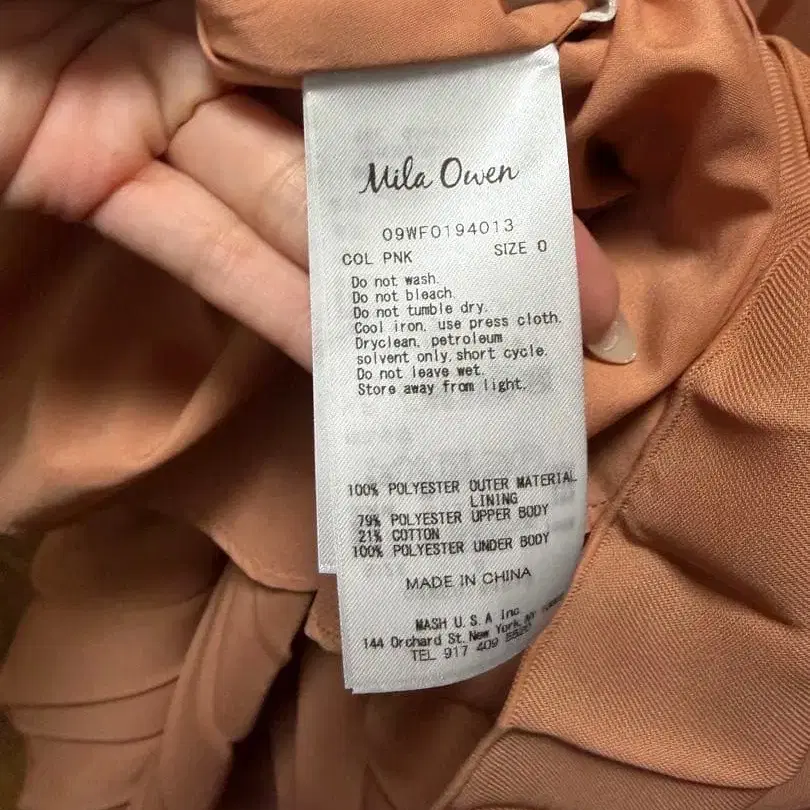 Mila Owen
09WF0194013
COL PNK SIZE 0
Do not wash.
Do not bleach.
Do not tumble dry.
Cool iron, use press cloth.
Dryclean, petroleum
solvent only, short cycle.
Do not leave wet.
Store away from light.
100% POLYESTER OUTER MATERIAL
LINING
79% POLYESTER UPPER BODY
21% COTTON
100% POLYESTER UNDER BODY
MADE IN CHINA
MASH U.S.A Inc.
144 Orchard St. New York, NY
TEL 917 409